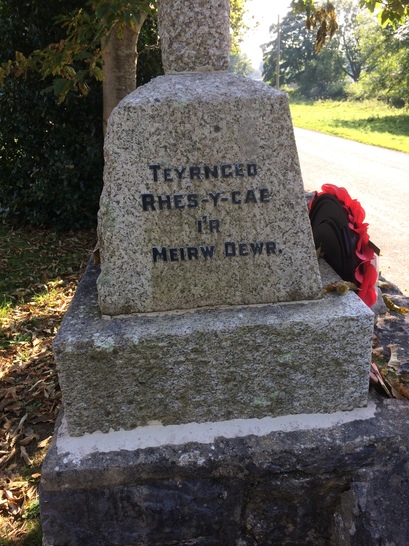 TEYRNGED
RHES-Y-CAE
I'R
MEIRW DEWR.